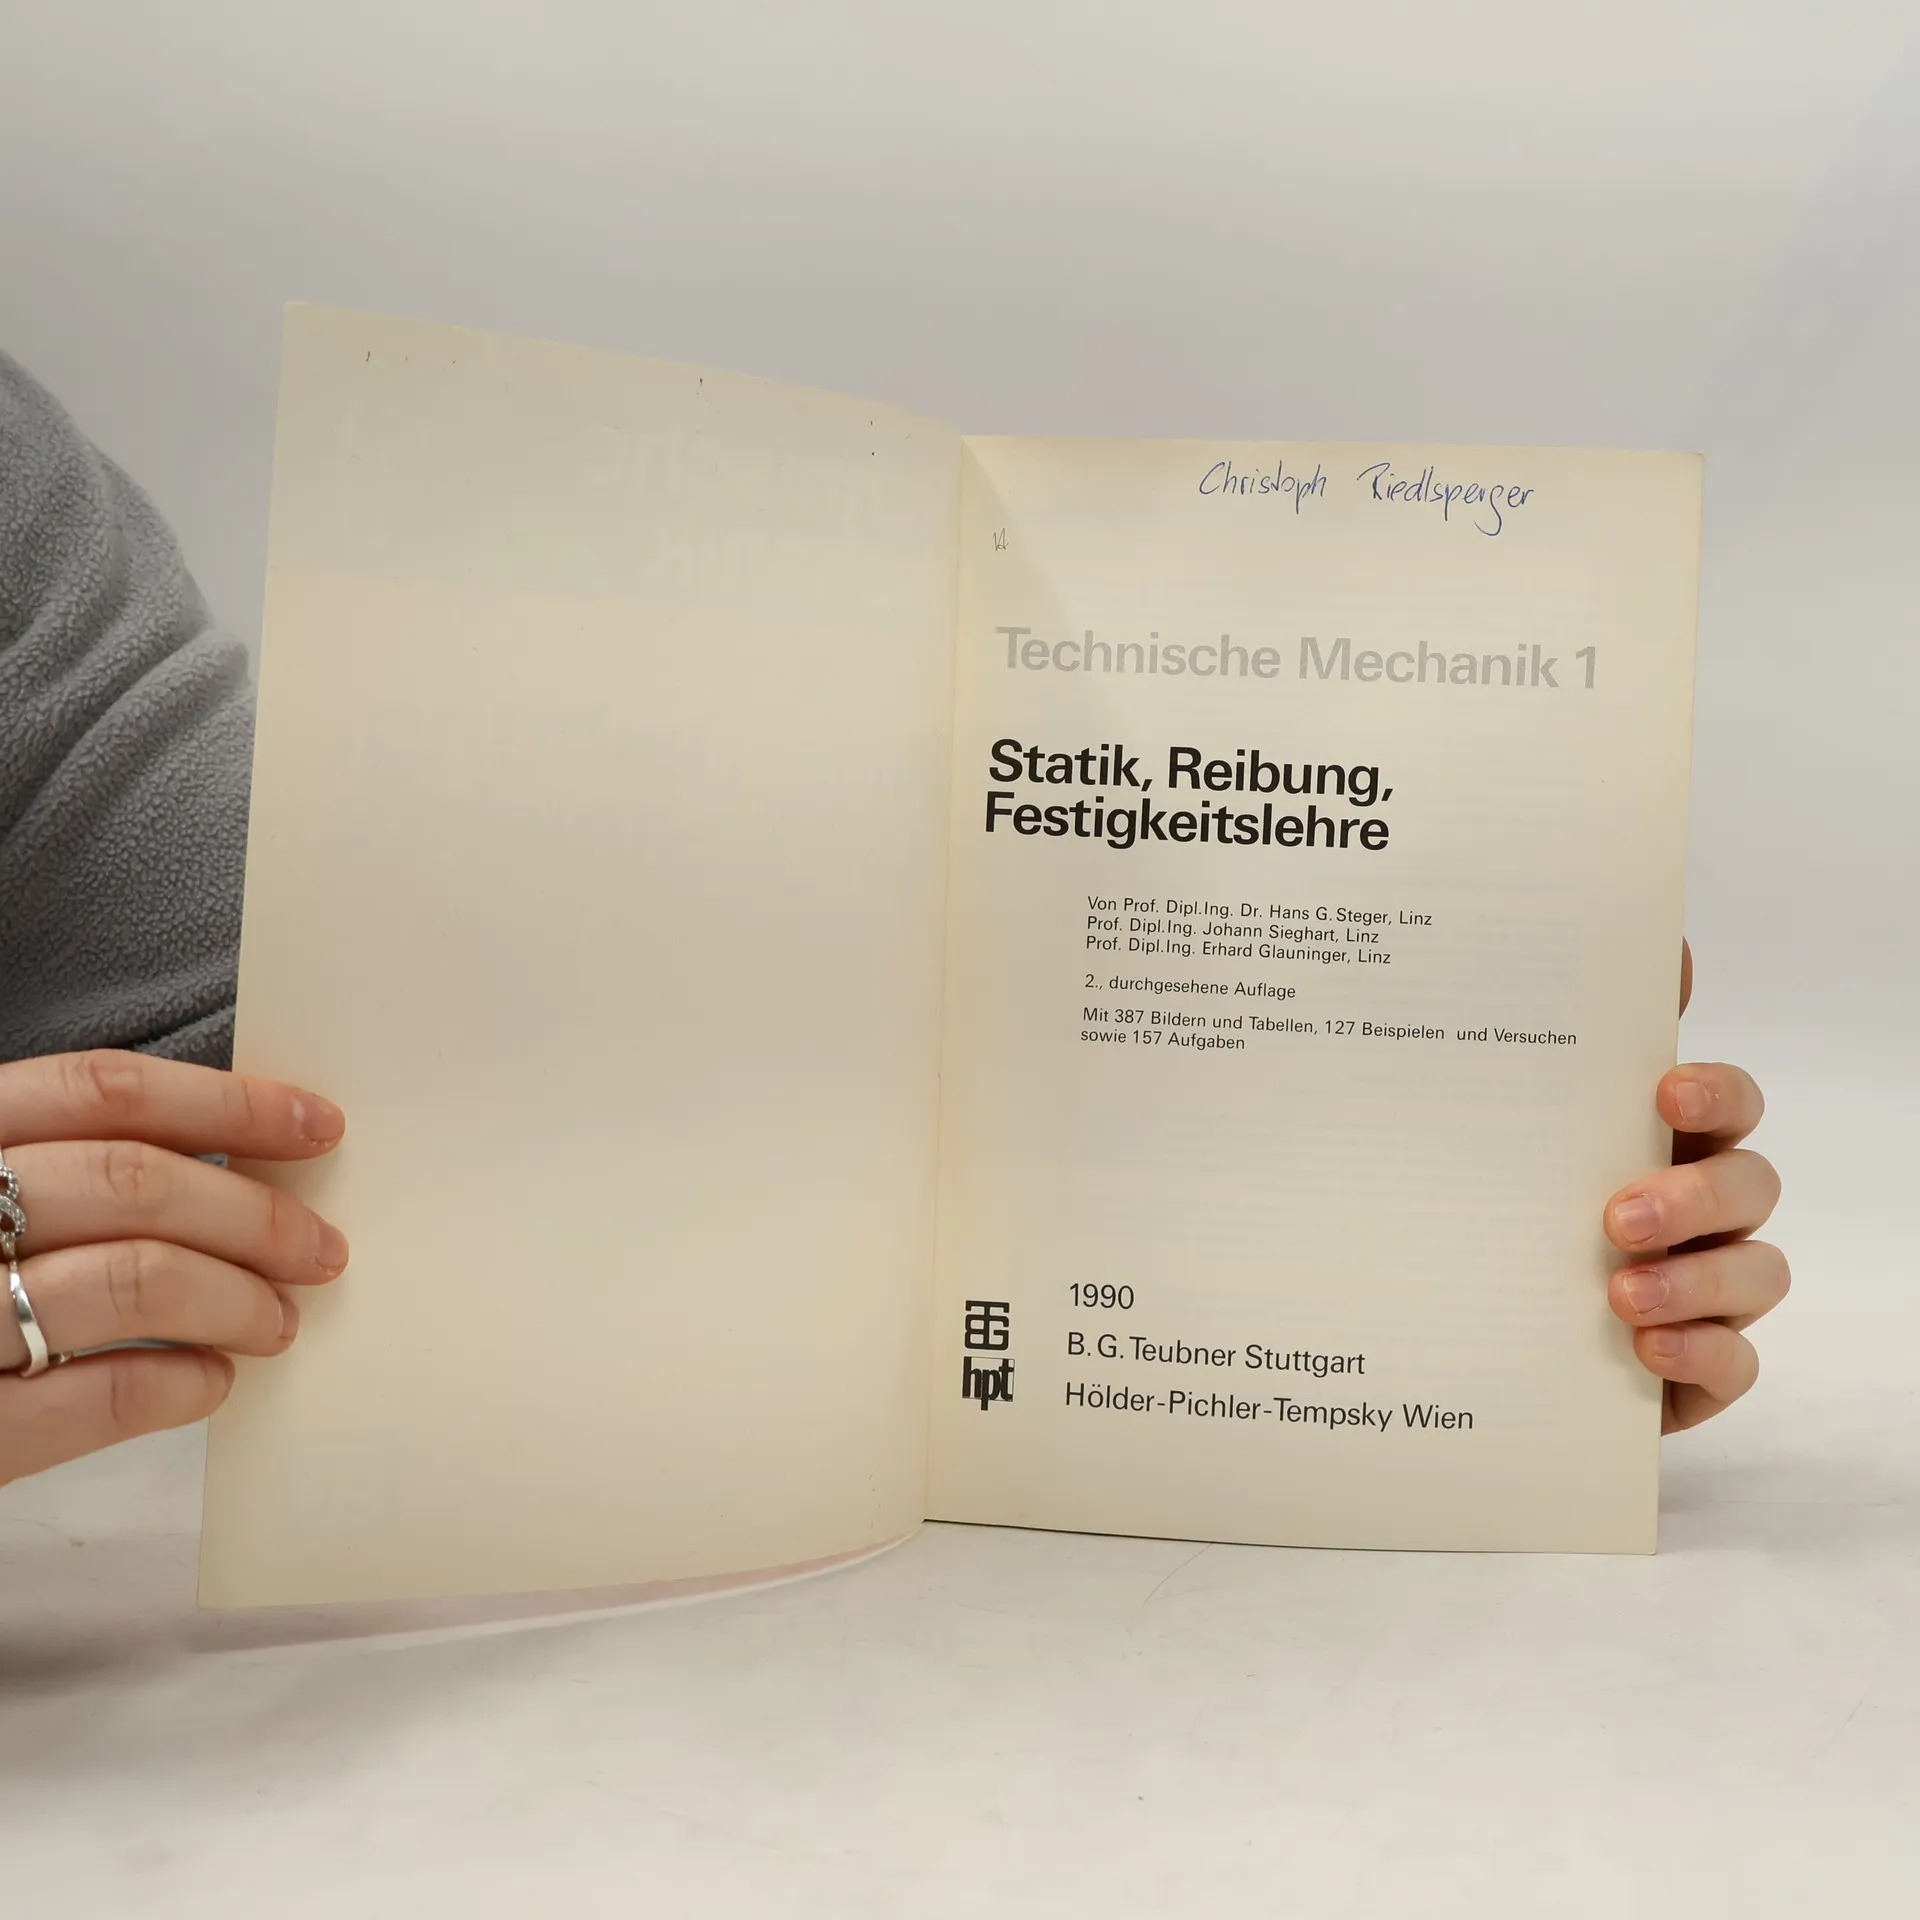 Christoph Riedlsperger
Technische Mechanik 1
Statik, Reibung,
Festigkeitslehre
Von Prof. Dipl.Ing. Dr. Hans G. Steger, Linz
Prof. Dipl.Ing. Johann Sieghart, Linz
Prof. Dipl.Ing. Erhard Glauninger, Linz
2., durchgesehene Auflage
Mit 387 Bildern und Tabellen, 127 Beispielen und Versuchen
sowie 157 Aufgaben
1990
B.G. Teubner Stuttgart
hpt
Hölder-Pichler-Tempsky Wien